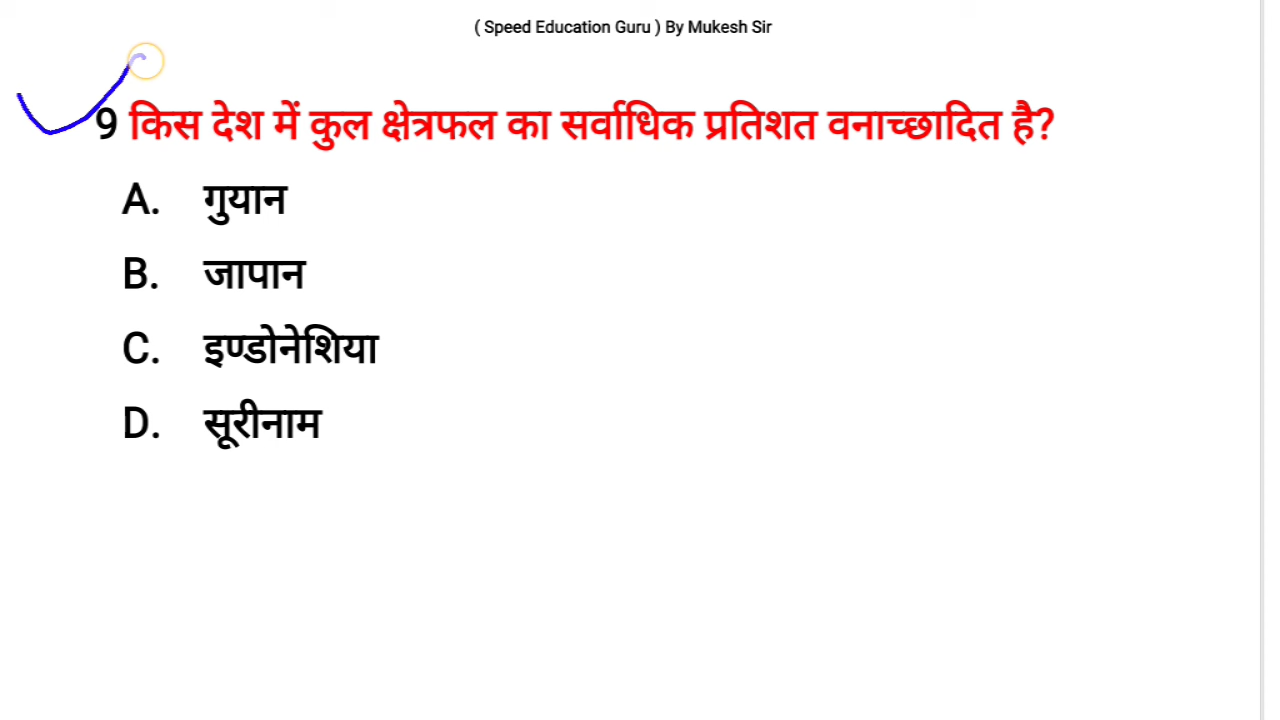 ( Speed Education Guru ) By Mukesh Sir
9 किस देश में कुल क्षेत्रफल का सर्वाधिक प्रतिशत वनाच्छादित है?
A. गुयान
B. जापान
C. इण्डोनेशिया
D. सूरीनाम